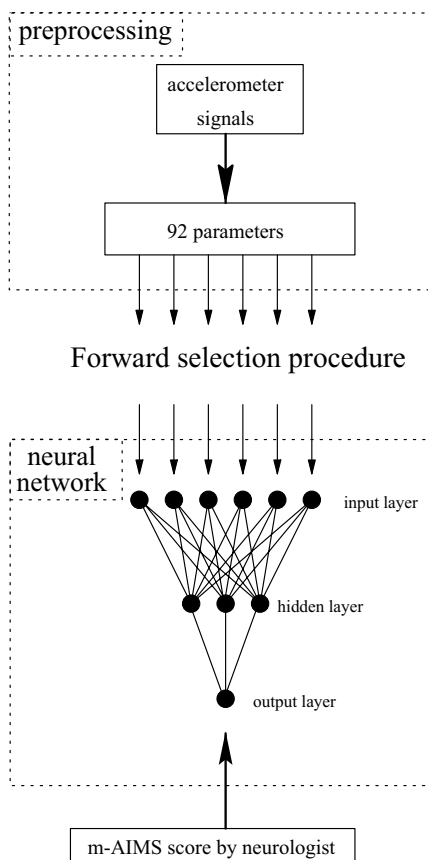 preprocessing
accelerometer
signals
92 parameters
Forward selection procedure
neural
network
input layer
hidden layer
output layer
m-AIMS score by neurologist